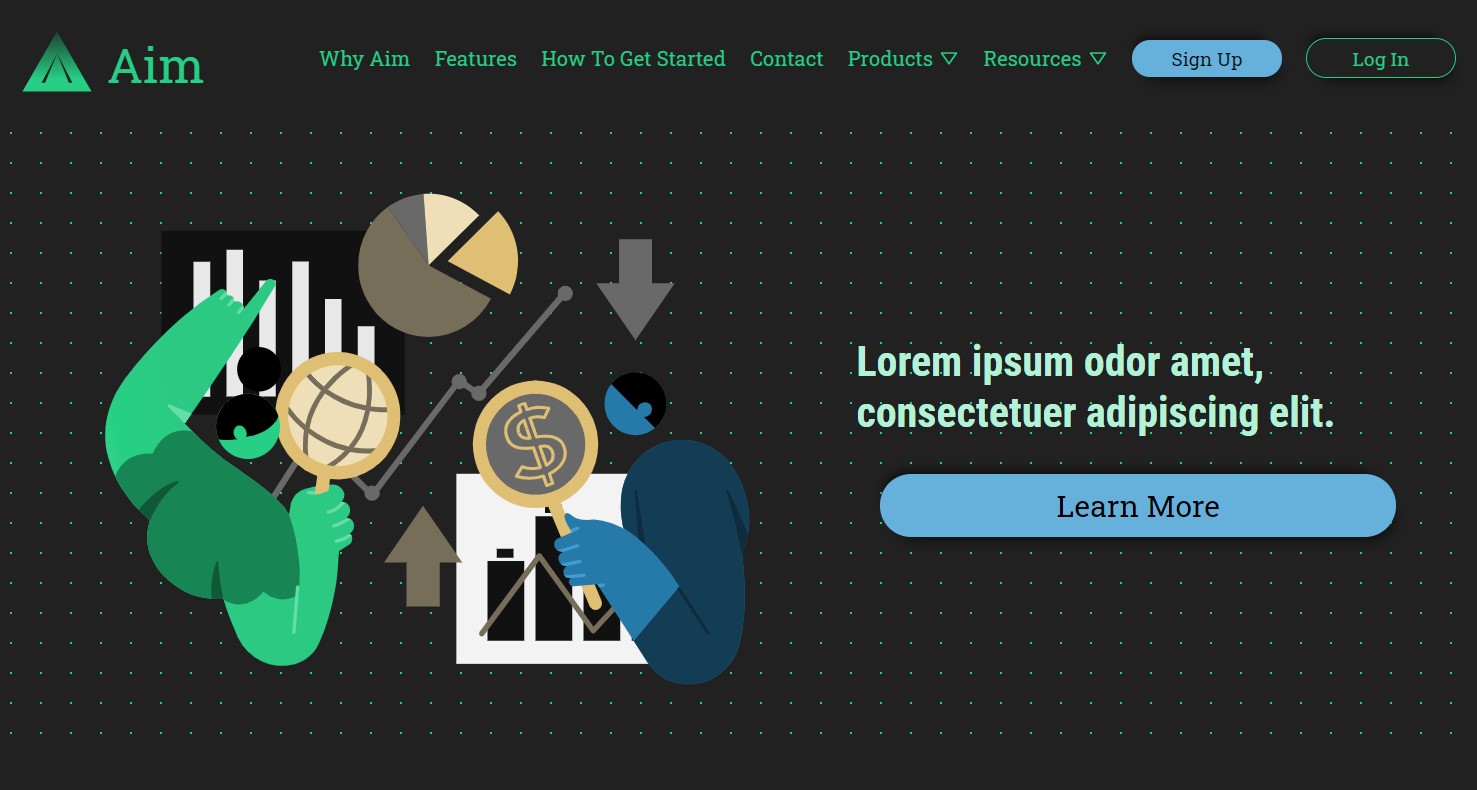 Aim
Why Aim Features How To Get Started Contact Products Resources Sign Up Log In
$
Lorem ipsum odor amet,
consectetuer adipiscing elit.
Learn More